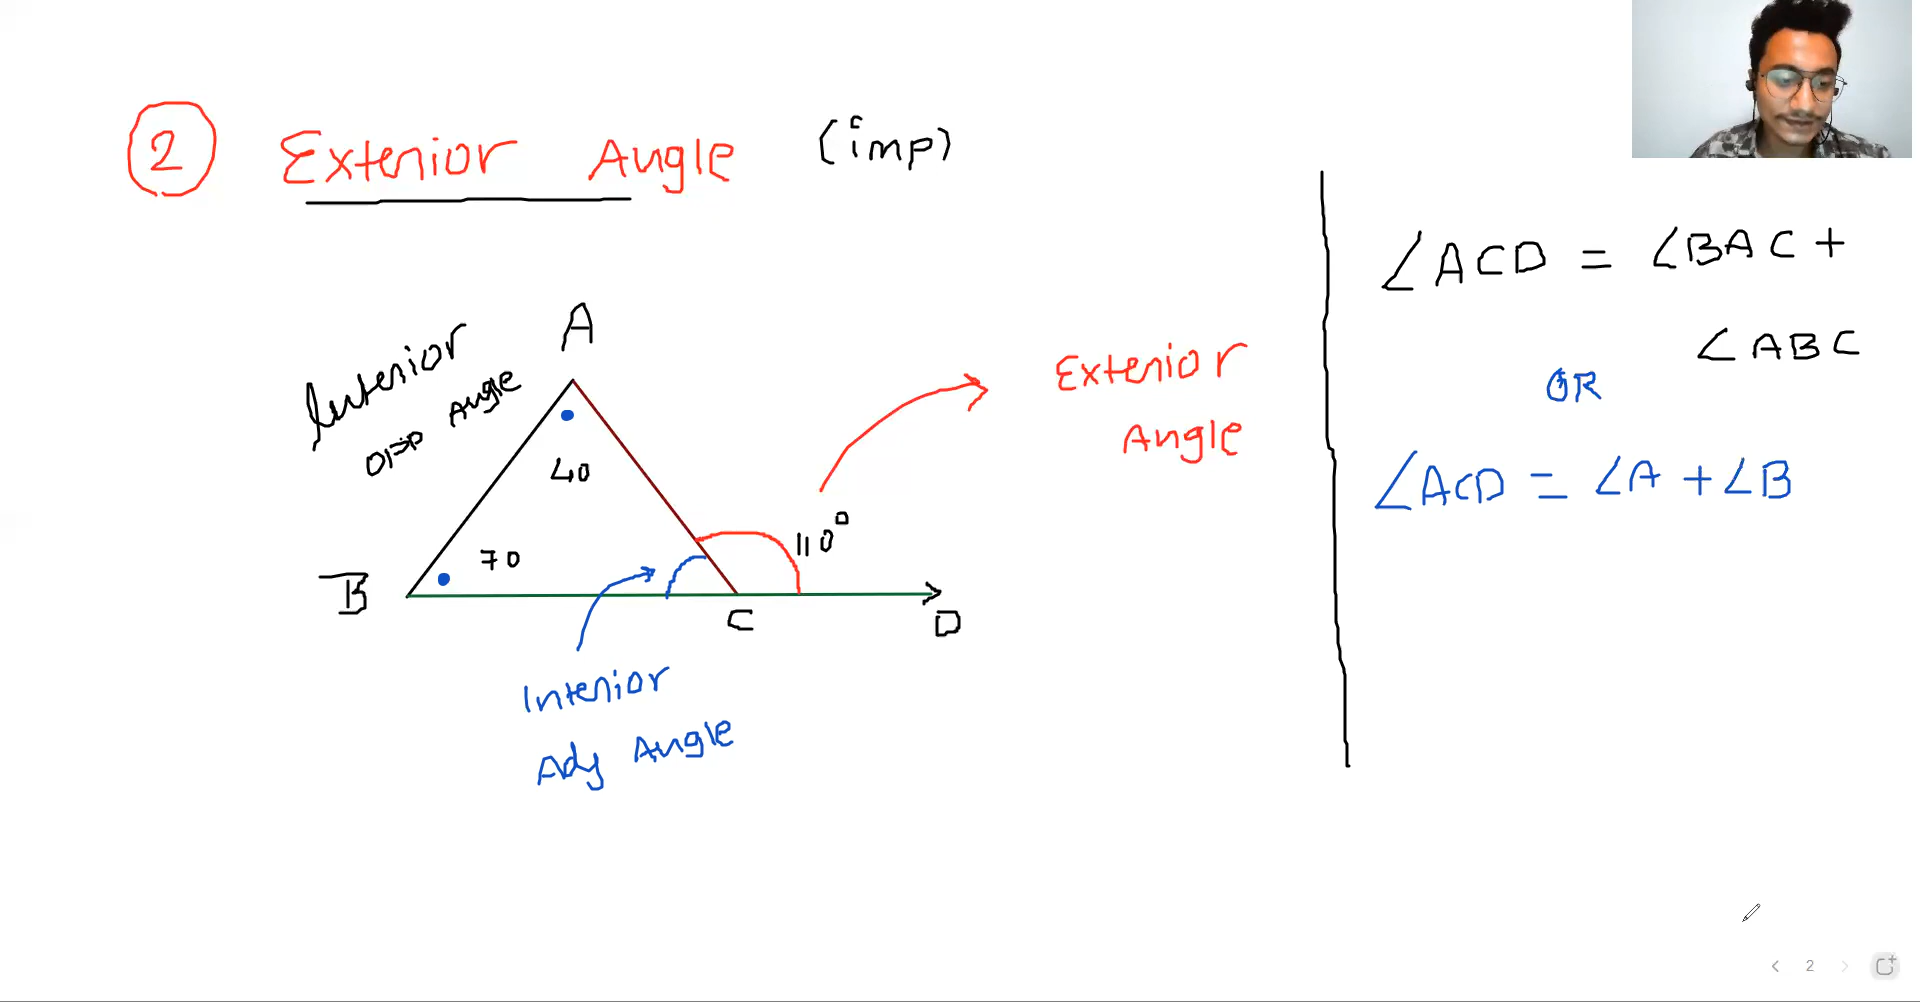 2 Exterior Angle (imp)
∠ACD = ∠BAC +
∠ABC
OR
∠ACD = ∠A + ∠B
A
Interior
opp Angle
40
70
B
C
D
110°
Exterior
Angle
Interior
Adj Angle
2